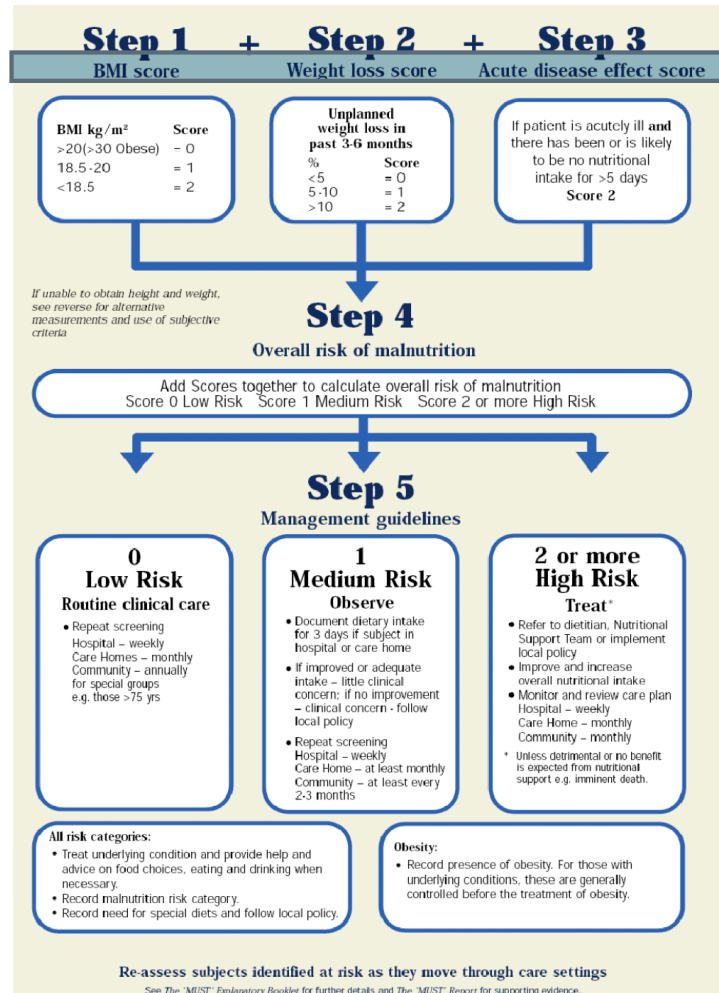 Step 1 + Step 2 + Step 3
BMI score Weight loss score Acute disease effect score
BMI kg/m² Score
>20(>30 Obese) = 0
18.5-20 = 1
<18.5 = 2
Unplanned
weight loss in
past 3-6 months
% Score
<5 = 0
5-10 = 1
>10 = 2
If patient is acutely ill and
there has been or is likely
to be no nutritional
intake for >5 days
Score 2
If unable to obtain height and weight,
see reverse for alternative
measurements and use of subjective
criteria
Step 4
Overall risk of malnutrition
Add Scores together to calculate overall risk of malnutrition
Score 0 Low Risk Score 1 Medium Risk Score 2 or more High Risk
Step 5
Management guidelines
0
Low Risk
Routine clinical care
• Repeat screening
Hospital – weekly
Care Homes – monthly
Community – annually
for special groups
e.g. those >75 yrs
1
Medium Risk
Observe
• Document dietary intake
for 3 days if subject in
hospital or care home
• If improved or adequate
intake – little clinical
concern; if no improvement
– clinical concern - follow
local policy
• Repeat screening
Hospital – weekly
Care Home – at least monthly
Community – at least every
2-3 months
2 or more
High Risk
Treat*
• Refer to dietitian, Nutritional
Support Team or implement
local policy
• Improve and increase
overall nutritional intake
• Monitor and review care plan
Hospital – weekly
Care Home – monthly
Community – monthly
* Unless detrimental or no benefit
is expected from nutritional
support e.g. imminent death.
All risk categories:
• Treat underlying condition and provide help and
advice on food choices, eating and drinking when
necessary.
• Record malnutrition risk category.
• Record need for special diets and follow local policy.
Obesity:
• Record presence of obesity. For those with
underlying conditions, these are generally
controlled before the treatment of obesity.
Re-assess subjects identified at risk as they move through care settings
See The 'MUST' Explanatory Booklet for further details and The 'MUST' Report for supporting evidence.